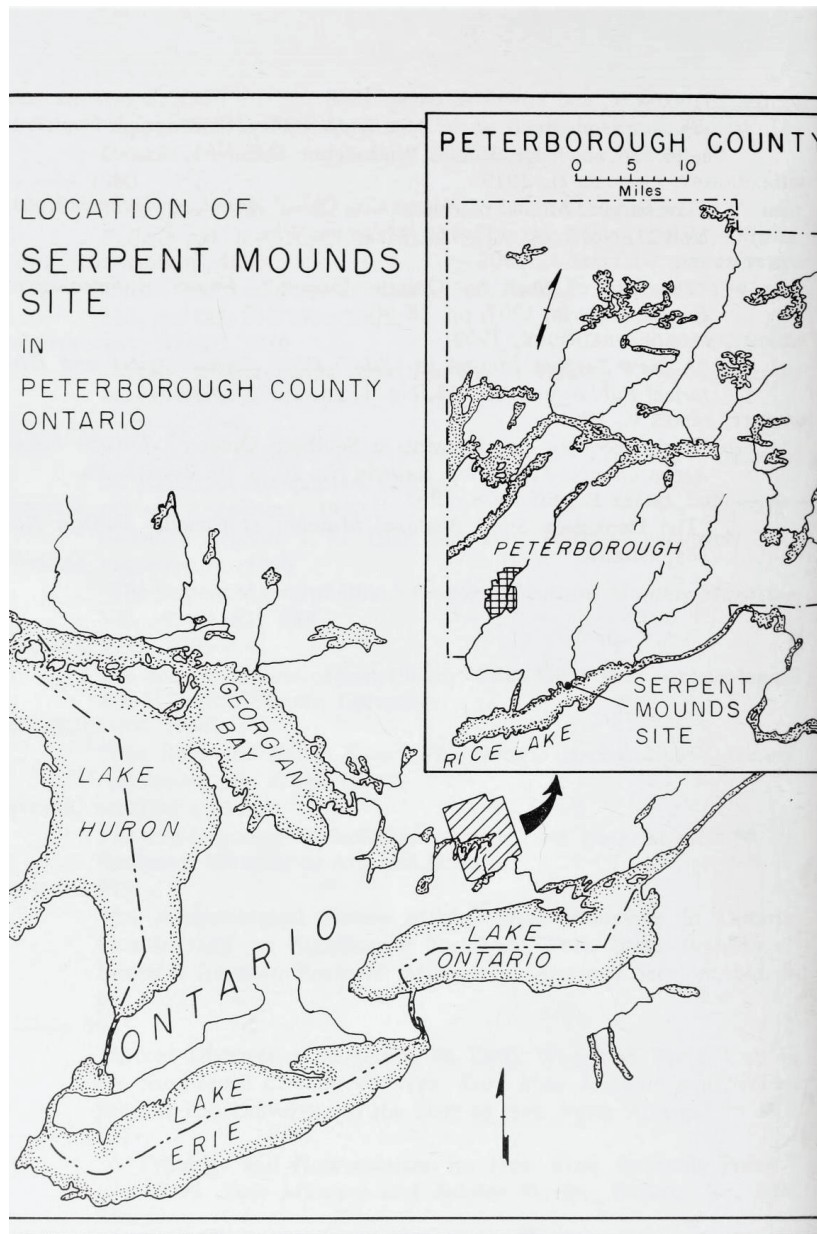 LOCATION OF
SERPENT MOUNDS
SITE
IN
PETERBOROUGH COUNTY
ONTARIO
PETERBOROUGH COUNTY
0 5 10
Miles
PETERBOROUGH
SERPENT
MOUNDS
SITE
RICE LAKE
GEORGIAN
BAY
LAKE
HURON
ONTARIO
LAKE
ONTARIO
LAKE
ERIE